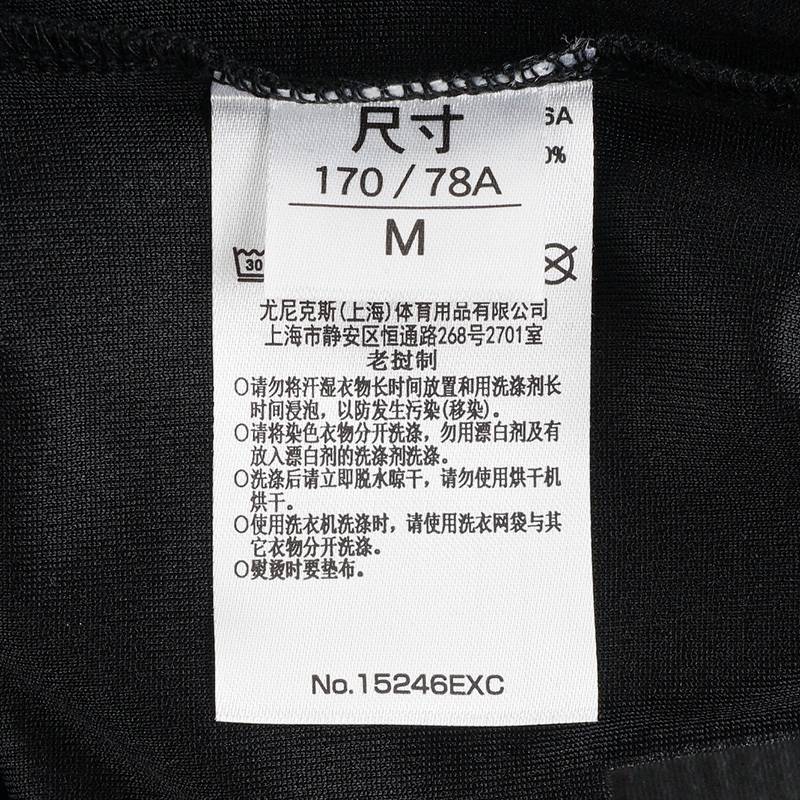 尺寸
170/78A
M
6A
0%
30
尤尼克斯(上海)体育用品有限公司
上海市静安区恒通路268号2701室
老挝制
○请勿将汗湿衣物长时间放置和用洗涤剂长
时间浸泡，以防发生污染(移染)。
○请将染色衣物分开洗涤，勿用漂白剂及有
放入漂白剂的洗涤剂洗涤。
○洗涤后请立即脱水晾干，请勿使用烘干机
烘干。
○使用洗衣机洗涤时，请使用洗衣网袋与其
它衣物分开洗涤。
○熨烫时要垫布。
No.15246EXC